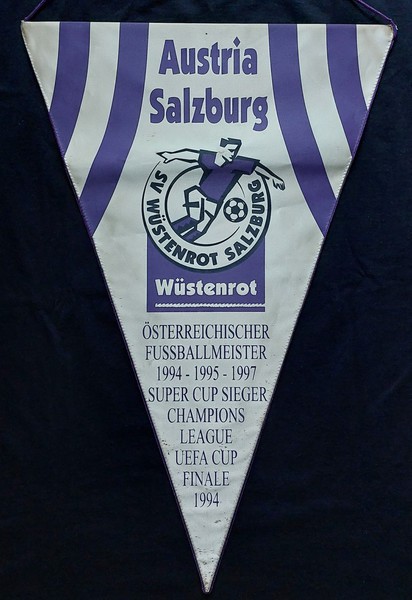 Austria
Salzburg
SV WÜSTENROT SALZBURG
Wüstenrot
ÖSTERREICHISCHER
FUSSBALLMEISTER
1994 - 1995 - 1997
SUPER CUP SIEGER
CHAMPIONS
LEAGUE
UEFA CUP
FINALE
1994